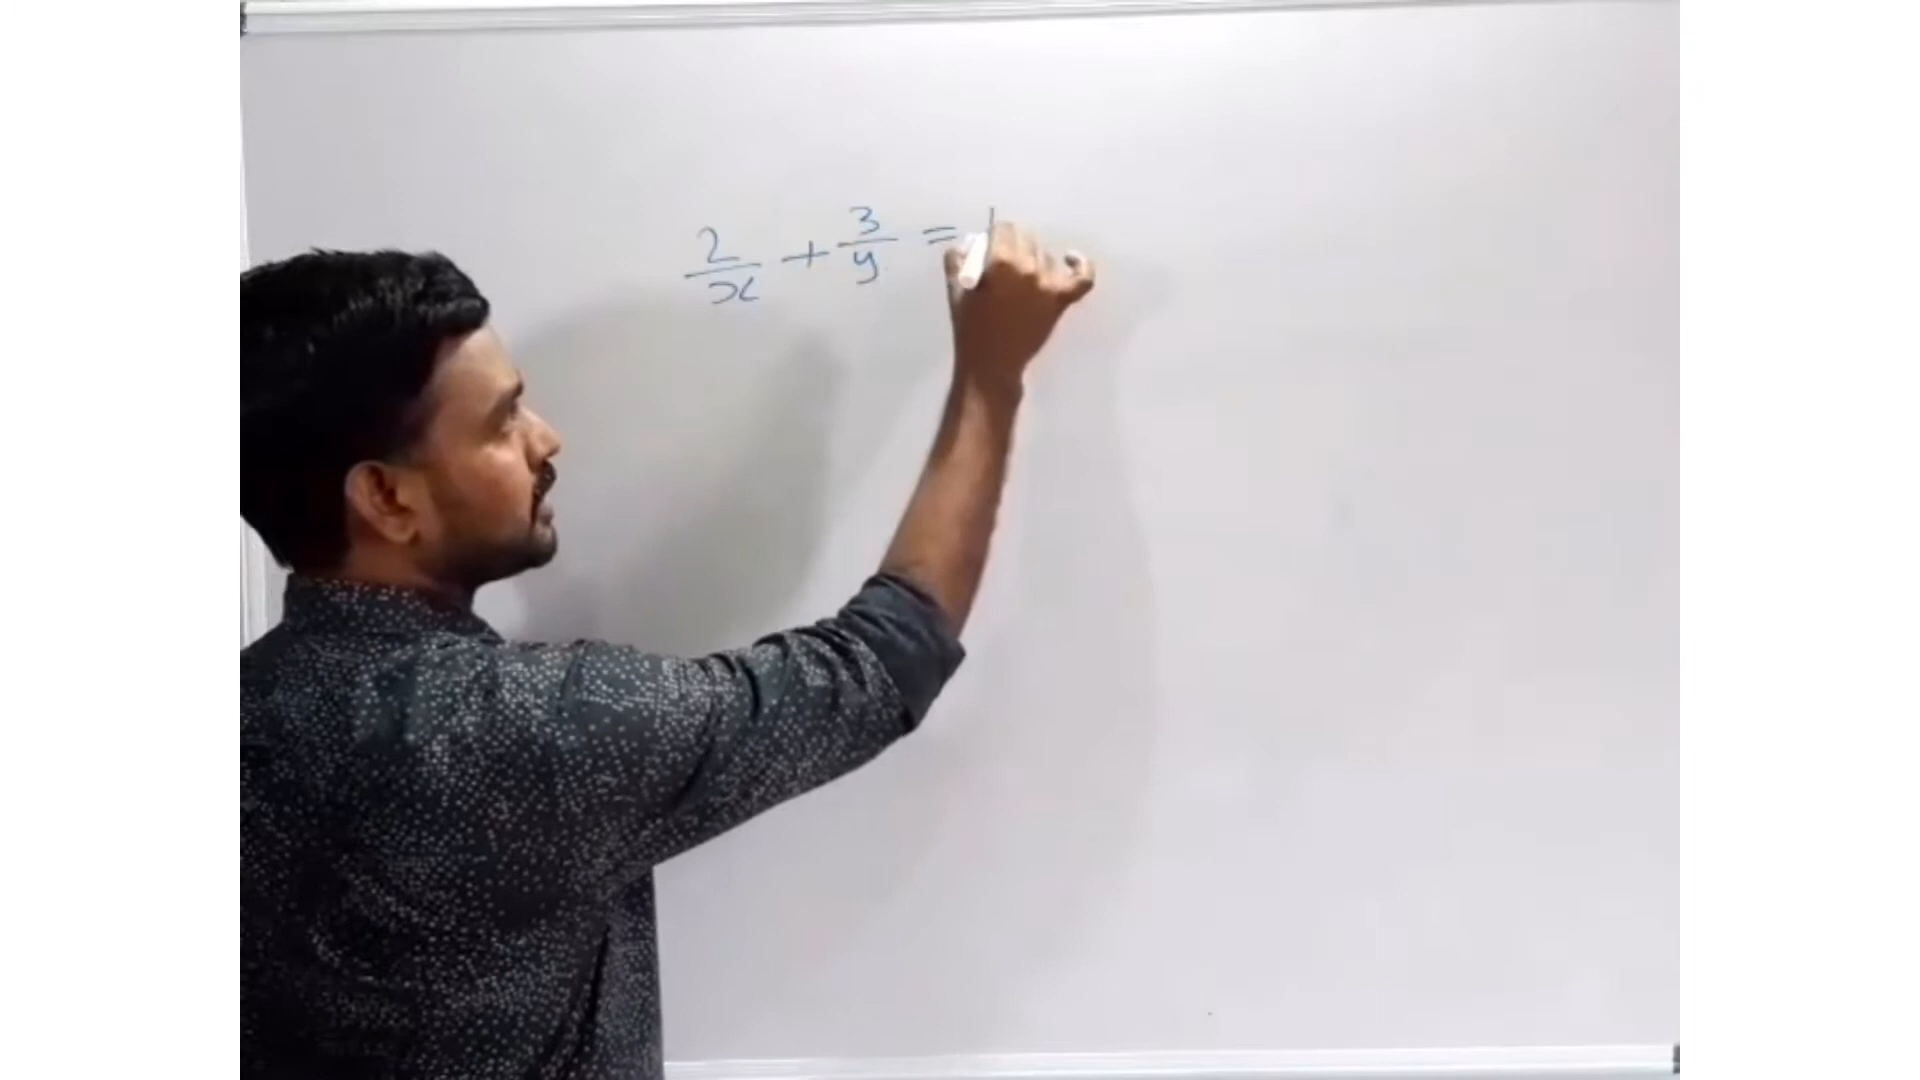 2/x + 3/y =